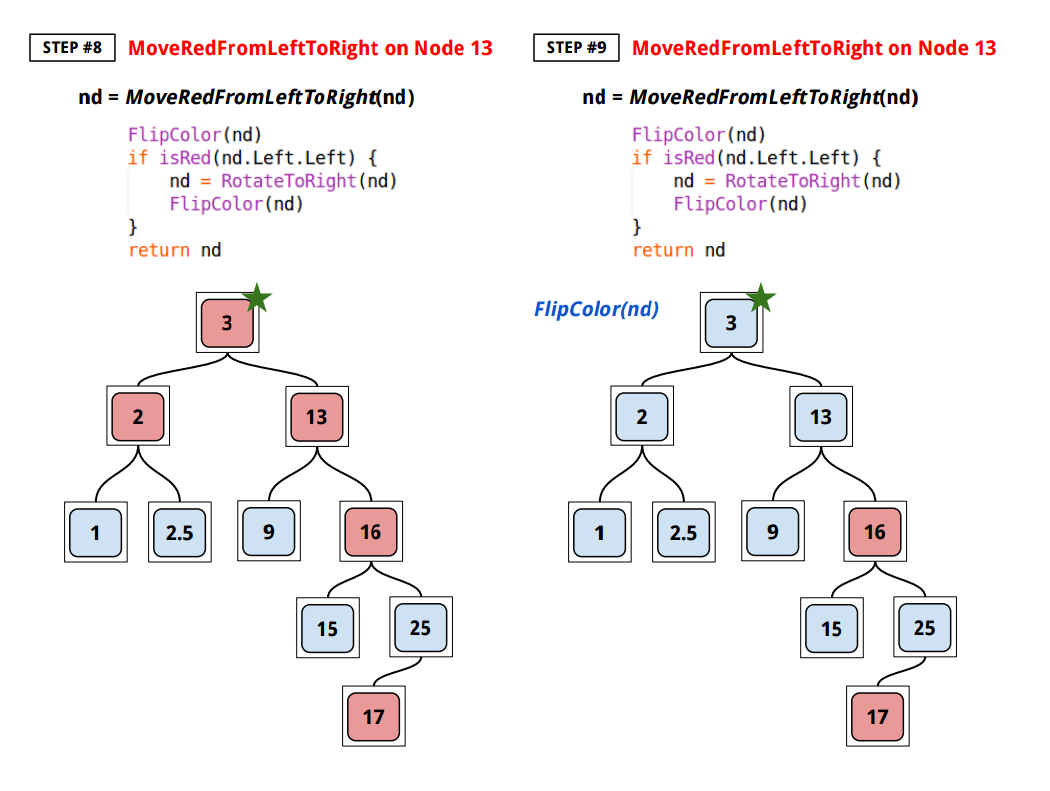 STEP #8
MoveRedFromLeftToRight on Node 13
nd = MoveRedFromLeftToRight(nd)
FlipColor(nd)
if isRed(nd.Left.Left) {
nd = RotateToRight(nd)
FlipColor(nd)
}
return nd
3
2
13
1
2.5
9
16
15
25
17
STEP #9
MoveRedFromLeftToRight on Node 13
nd = MoveRedFromLeftToRight(nd)
FlipColor(nd)
if isRed(nd.Left.Left) {
nd = RotateToRight(nd)
FlipColor(nd)
}
return nd
FlipColor(nd)
3
2
13
1
2.5
9
16
15
25
17